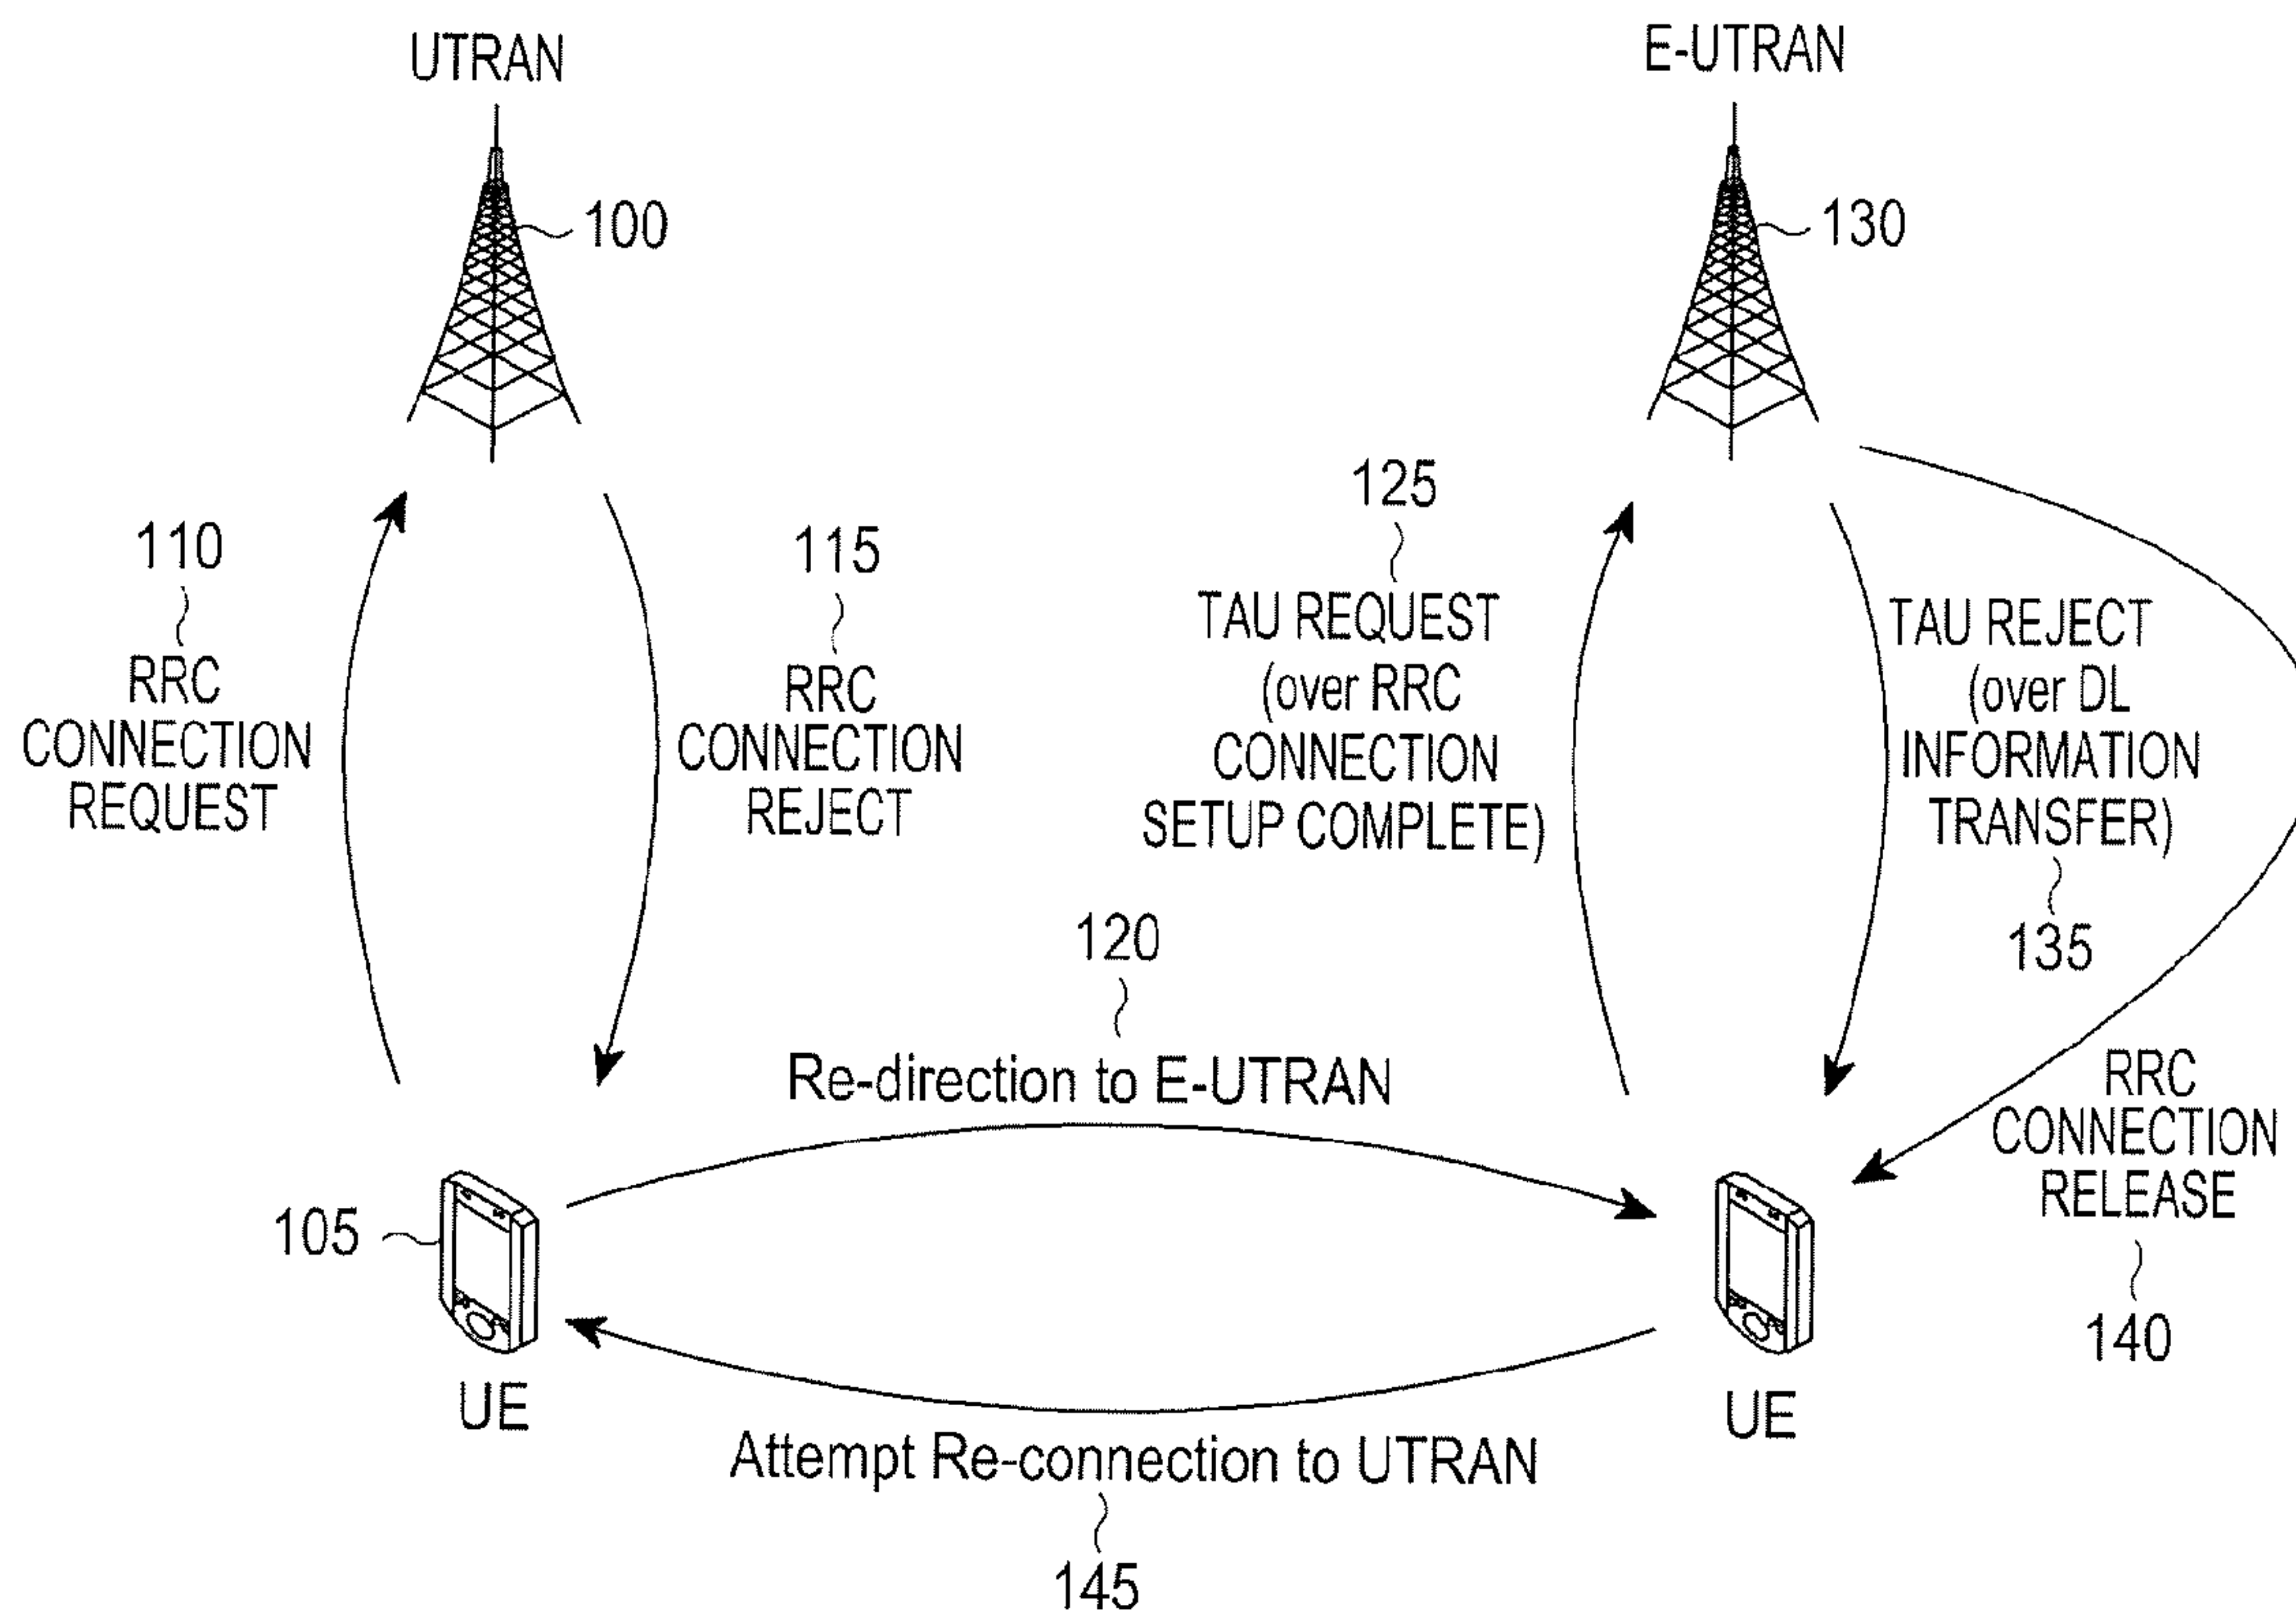 UTRAN
E-UTRAN
100
130
110
RRC
CONNECTION
REQUEST
115
RRC
CONNECTION
REJECT
125
TAU REQUEST
(over RRC
CONNECTION
SETUP COMPLETE)
TAU REJECT
(over DL
INFORMATION
TRANSFER)
135
120
Re-direction to E-UTRAN
RRC
CONNECTION
RELEASE
140
105
UE
UE
Attempt Re-connection to UTRAN
145